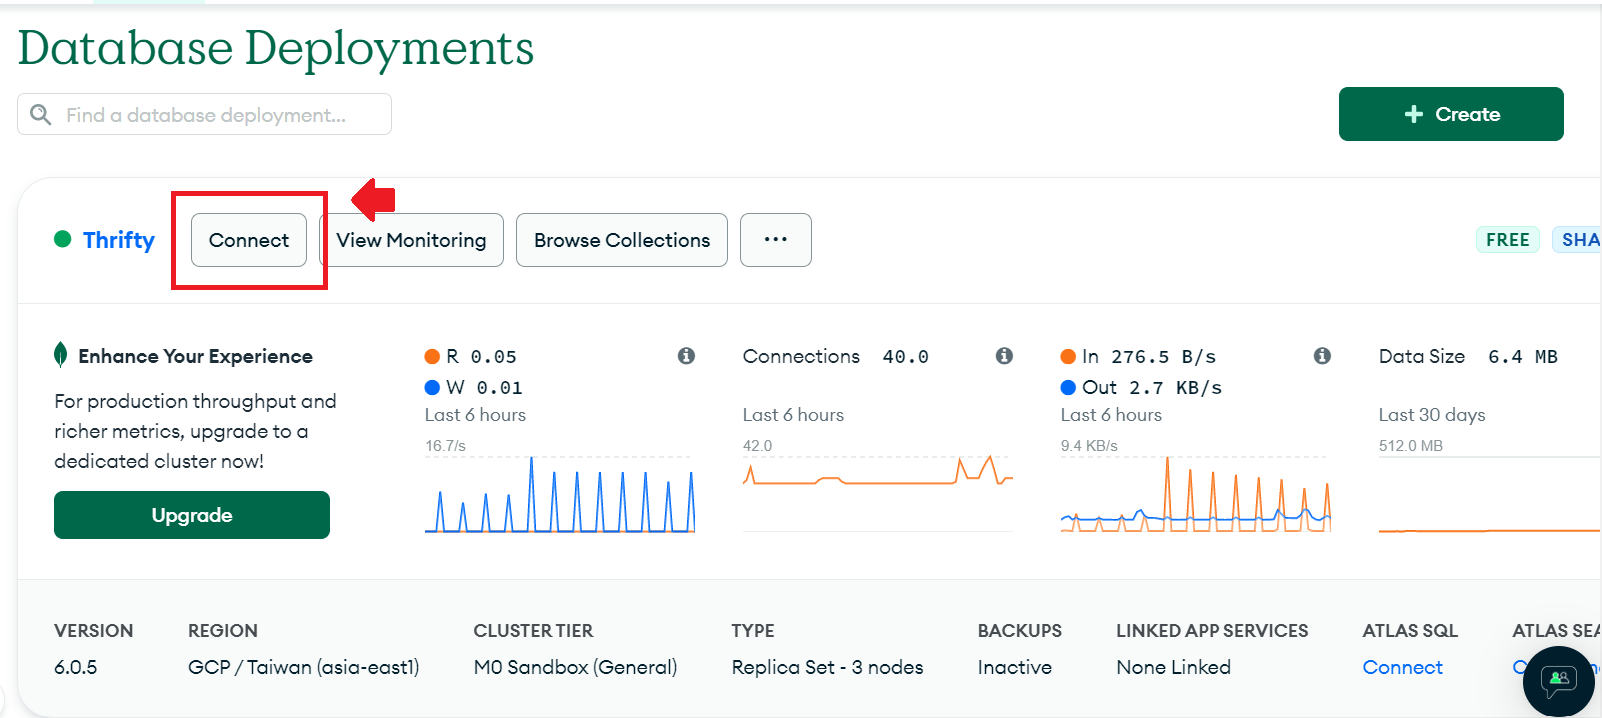 Database Deployments
Find a database deployment...
+ Create
Thrifty
Connect
View Monitoring
Browse Collections
...
FREE
SHA
Enhance Your Experience
For production throughput and
richer metrics, upgrade to a
dedicated cluster now!
Upgrade
R 0.05
W 0.01
Last 6 hours
16.7/s
Connections 40.0
Last 6 hours
42.0
In 276.5 B/s
Out 2.7 KB/s
Last 6 hours
9.4 KB/s
Data Size 6.4 MB
Last 30 days
512.0 MB
VERSION
6.0.5
REGION
GCP / Taiwan (asia-east1)
CLUSTER TIER
M0 Sandbox (General)
TYPE
Replica Set - 3 nodes
BACKUPS
Inactive
LINKED APP SERVICES
None Linked
ATLAS SQL
Connect
ATLAS SEA